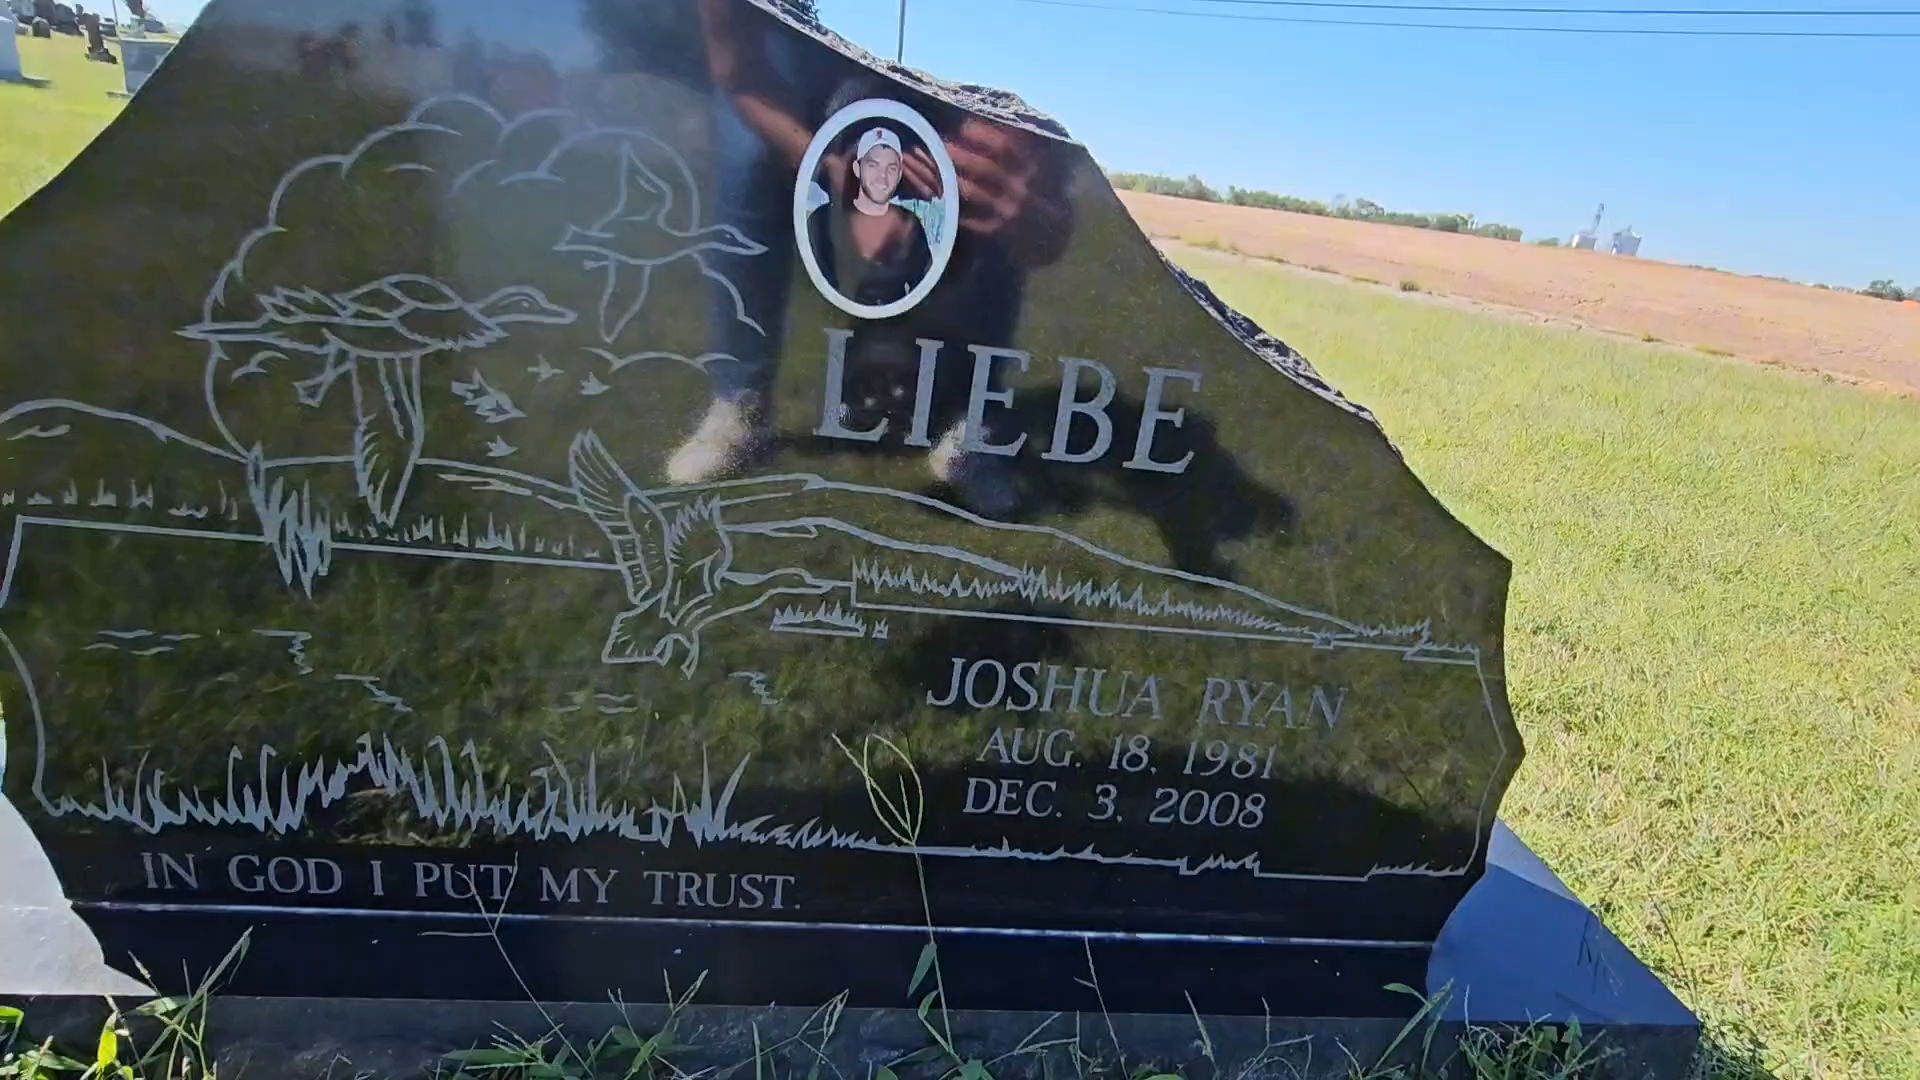 LIEBE
JOSHUA RYAN
AUG. 18, 1981
DEC. 3, 2008
IN GOD I PUT MY TRUST.